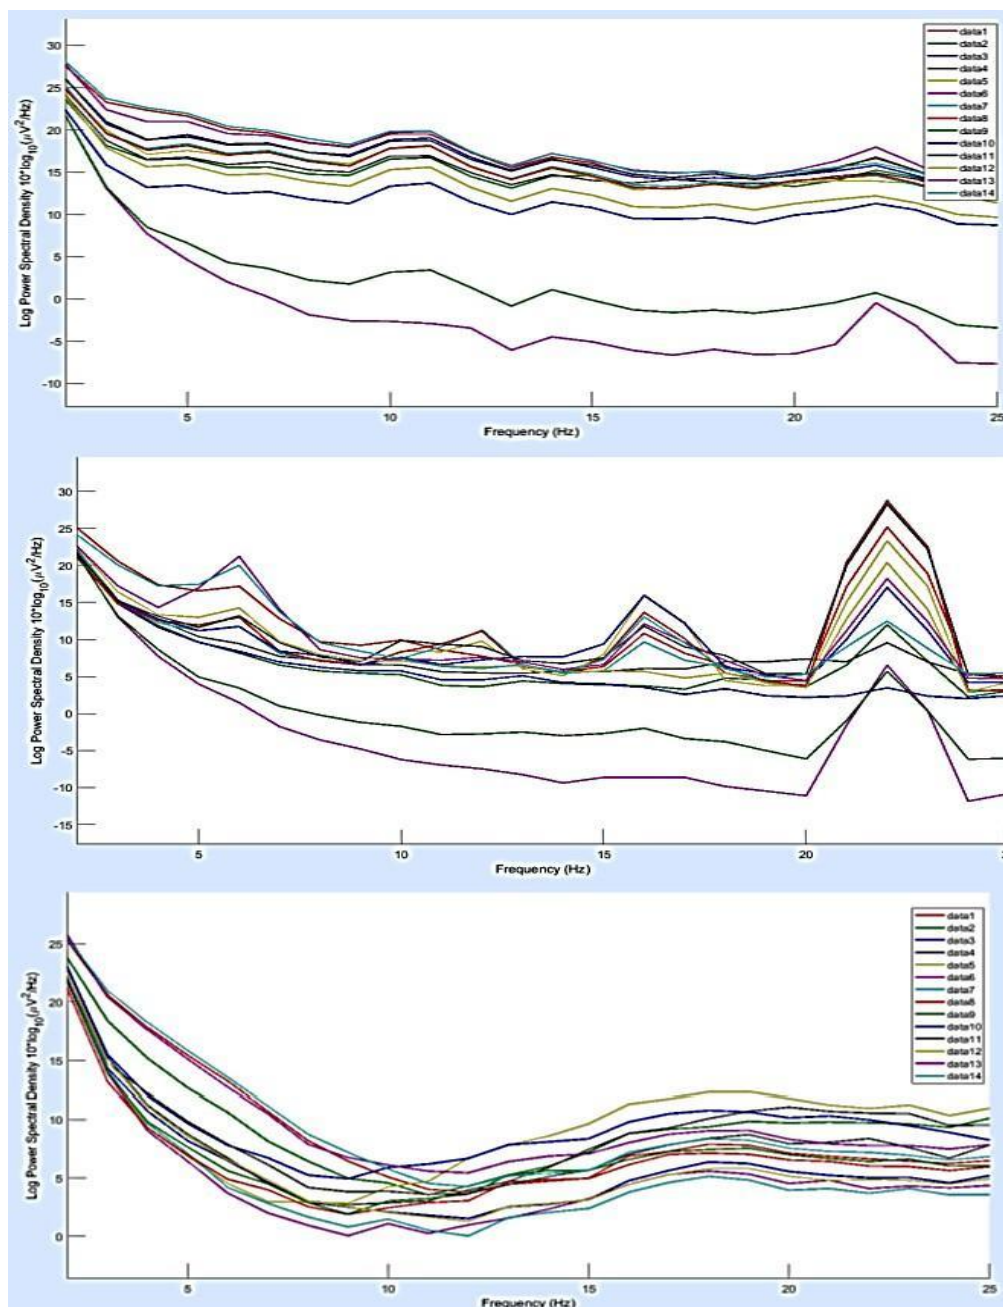 Log Power Spectral Density 10*log10(μV²/Hz)
30
25
20
15
10
5
0
-5
-10
5
10
15
20
25
Frequency (Hz)
data1
data2
data3
data4
data5
data6
data7
data8
data9
data10
data11
data12
data13
data14
Log Power Spectral Density 10*log10(μV²/Hz)
30
25
20
15
10
5
0
-5
-10
-15
5
10
15
20
Frequency (Hz)
Log Power Spectral Density 10*log10(μV²/Hz)
25
20
15
10
5
0
5
10
15
20
25
Frequency (Hz)
data1
data2
data3
data4
data5
data6
data7
data8
data9
data10
data11
data12
data13
data14